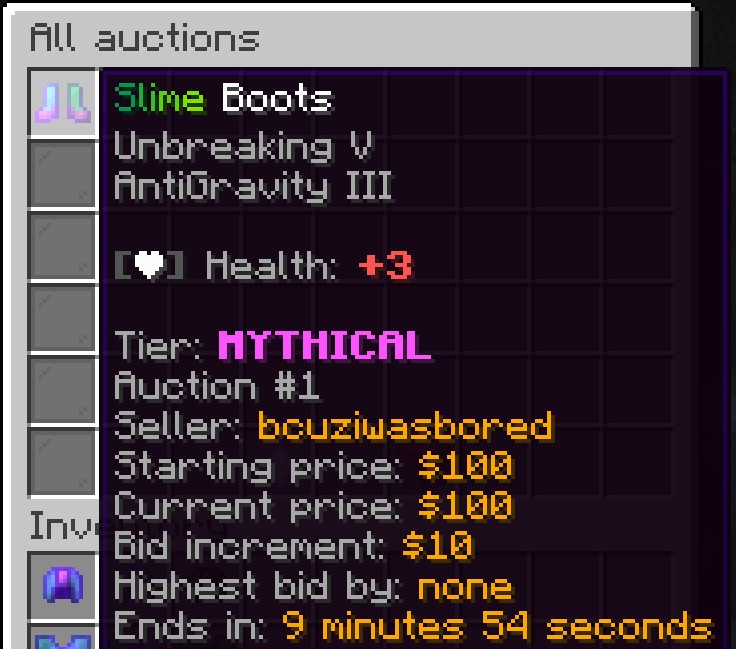 All auctions
Slime Boots
Unbreaking V
AntiGravity III
[♥] Health: +3
Tier: MYTHICAL
Auction #1
Seller: bcuziwasbored
Starting price: $100
Current price: $100
Bid increment: $10
Highest bid by: none
Ends in: 9 minutes 54 seconds